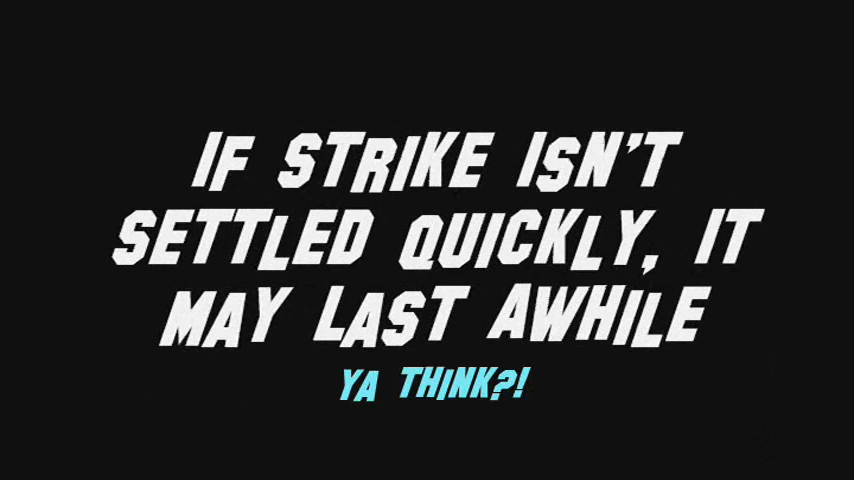 IF STRIKE ISN'T
SETTLED QUICKLY, IT
MAY LAST AWHILE
YA THINK?!